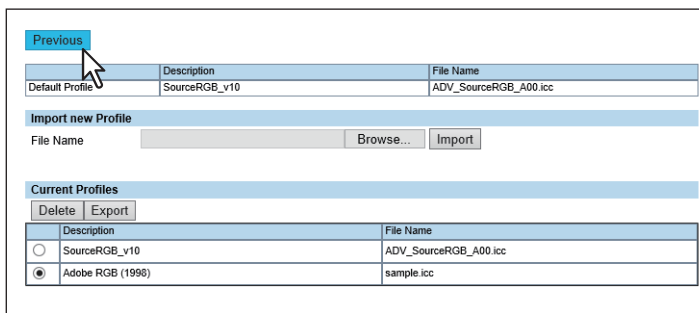 Previous
Description File Name
Default Profile SourceRGB_v10 ADV_SourceRGB_A00.icc
Import new Profile
File Name Browse... Import
Current Profiles
Delete Export
Description File Name
SourceRGB_v10 ADV_SourceRGB_A00.icc
Adobe RGB (1998) sample.icc